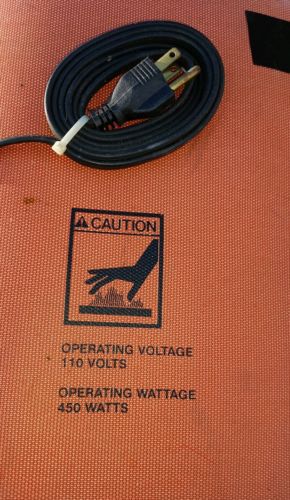 CAUTION
OPERATING VOLTAGE
110 VOLTS
OPERATING WATTAGE
450 WATTS